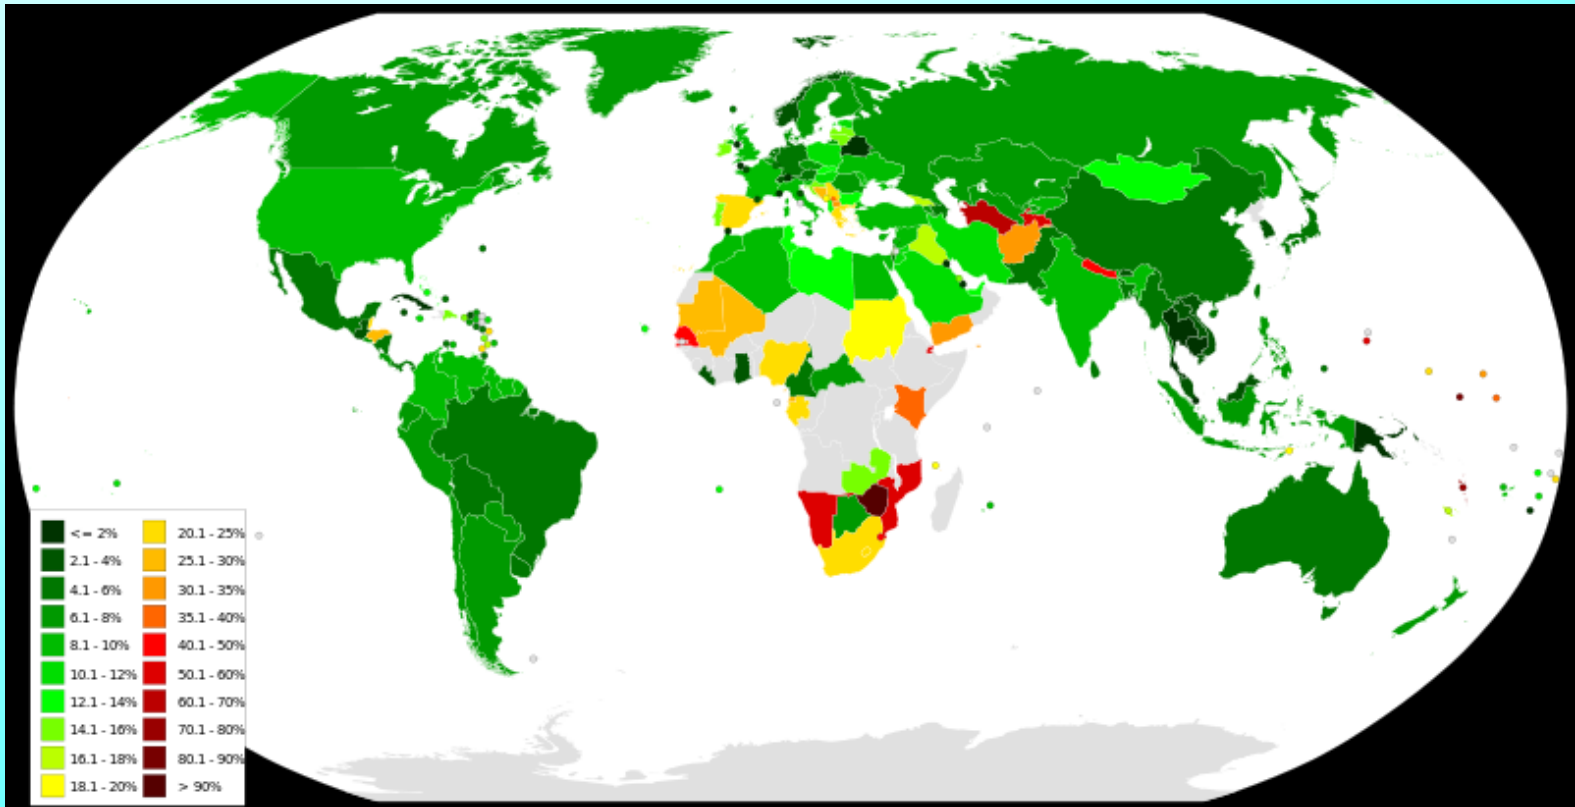 <= 2%
2.1 - 4%
4.1 - 6%
6.1 - 8%
8.1 - 10%
10.1 - 12%
12.1 - 14%
14.1 - 16%
16.1 - 18%
18.1 - 20%
20.1 - 25%
25.1 - 30%
30.1 - 35%
35.1 - 40%
40.1 - 50%
50.1 - 60%
60.1 - 70%
70.1 - 80%
80.1 - 90%
> 90%